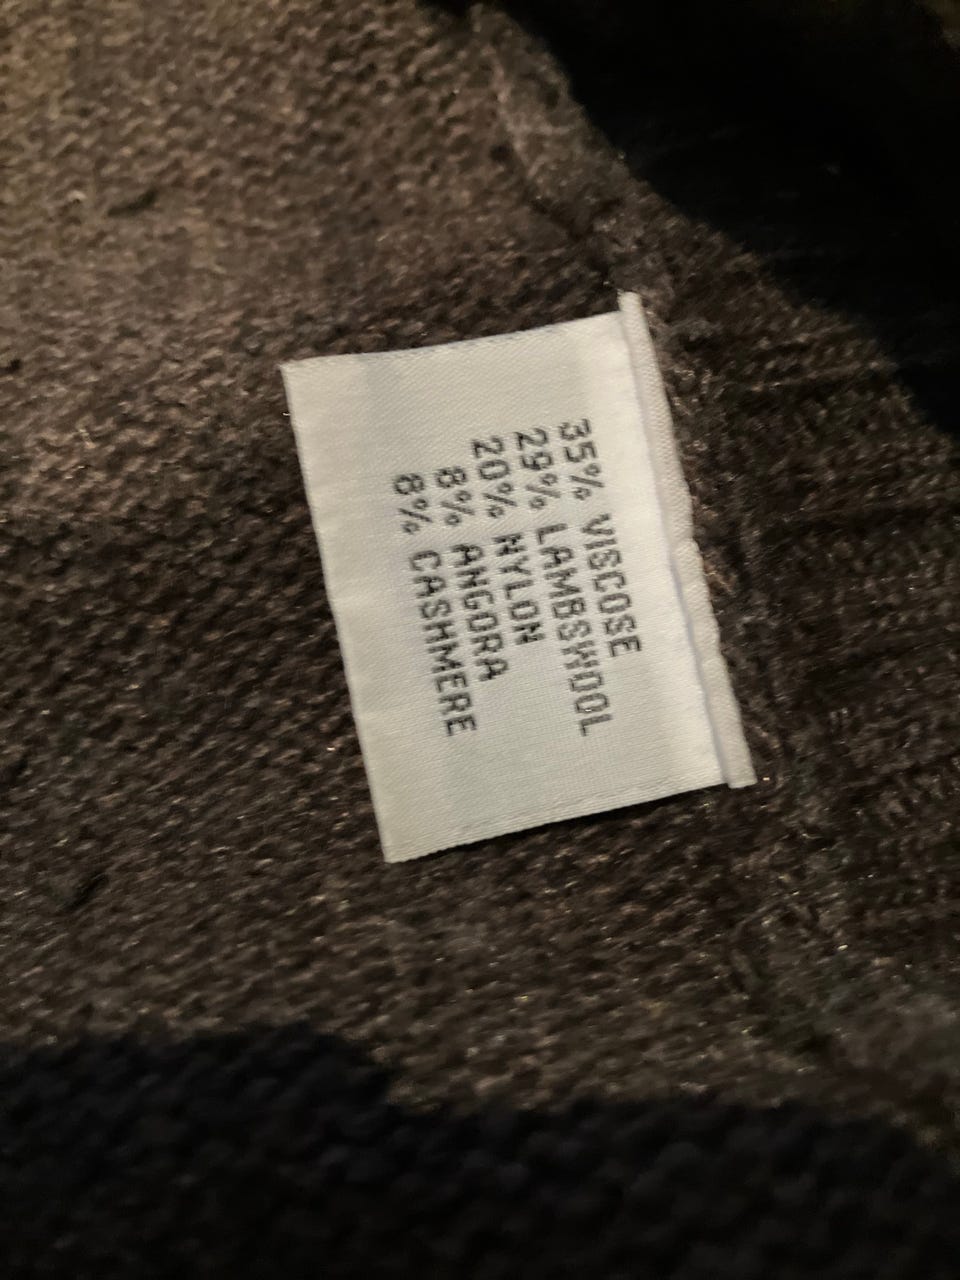 35% VISCOSE
29% LAMBSWOOL
20% NYLON
8% ANGORA
8% CASHMERE